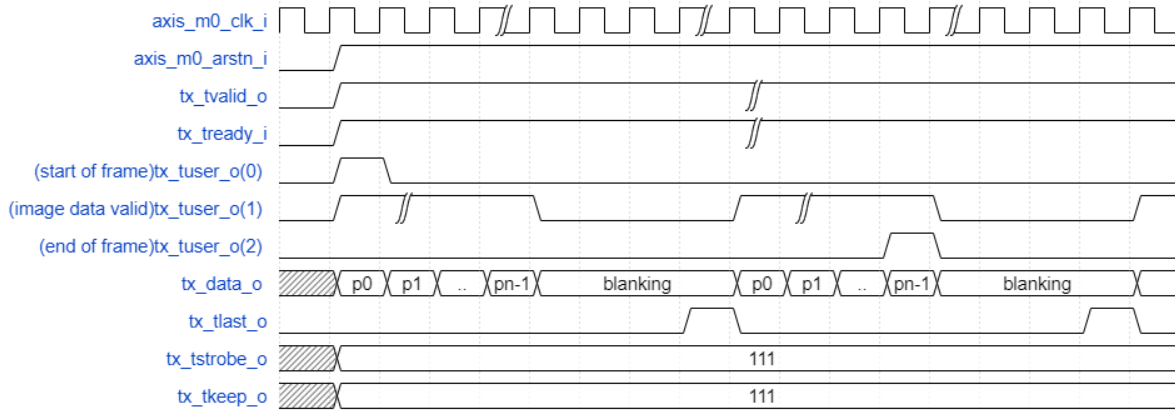 axis_m0_clk_i
axis_m0_arstn_i
tx_tvalid_o
tx_tready_i
(start of frame)tx_tuser_o(0)
(image data valid)tx_tuser_o(1)
(end of frame)tx_tuser_o(2)
tx_data_o p0 p1 .. pn-1 blanking p0 p1 .. pn-1 blanking
tx_tlast_o
tx_tstrobe_o 111
tx_tkeep_o 111